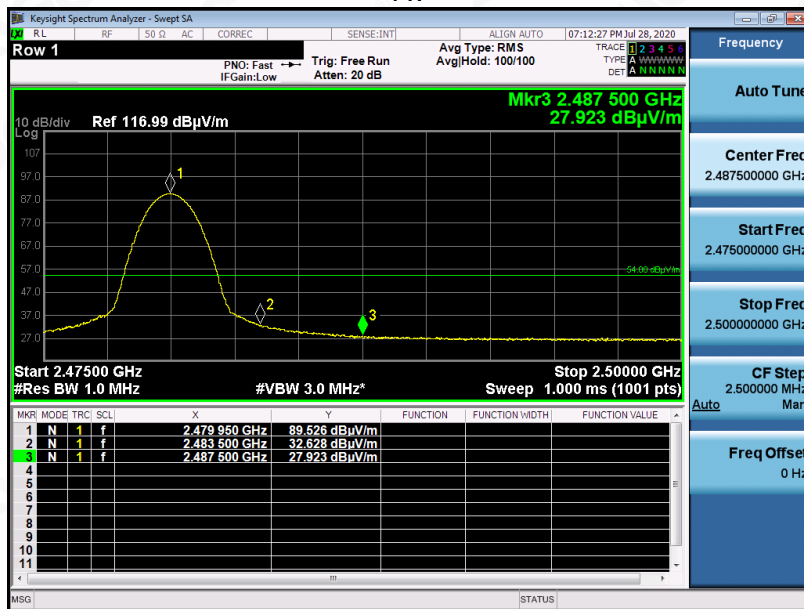 Keysight Spectrum Analyzer - Swept SA
LXI RL RF 50 Ω AC CORREC SENSE:INT ALIGN AUTO 07:12:27 PM Jul 28, 2020
Row 1
PNO: Fast
IFGain:Low
Trig: Free Run
Atten: 20 dB
Avg Type: RMS
Avg|Hold: 100/100
TRACE 1 2 3 4 5 6
TYPE A WWWWW
DET A N N N N N
Mkr3 2.487 500 GHz
27.923 dBµV/m
10 dB/div Ref 116.99 dBµV/m
Log
107
97.0
87.0
77.0
67.0
57.0
47.0
37.0
27.0
1
2
3
54.00 dBµV/m
Start 2.47500 GHz Stop 2.50000 GHz
#Res BW 1.0 MHz #VBW 3.0 MHz* Sweep 1.000 ms (1001 pts)
MKR MODE TRC SCL X Y FUNCTION FUNCTION WIDTH FUNCTION VALUE
1 N 1 f 2.479 950 GHz 89.526 dBµV/m
2 N 1 f 2.483 500 GHz 32.628 dBµV/m
3 N 1 f 2.487 500 GHz 27.923 dBµV/m
4
5
6
7
8
9
10
11
MSG STATUS
Frequency
Auto Tune
Center Freq
2.487500000 GHz
Start Freq
2.475000000 GHz
Stop Freq
2.500000000 GHz
CF Step
2.500000 MHz
Auto Man
Freq Offset
0 Hz